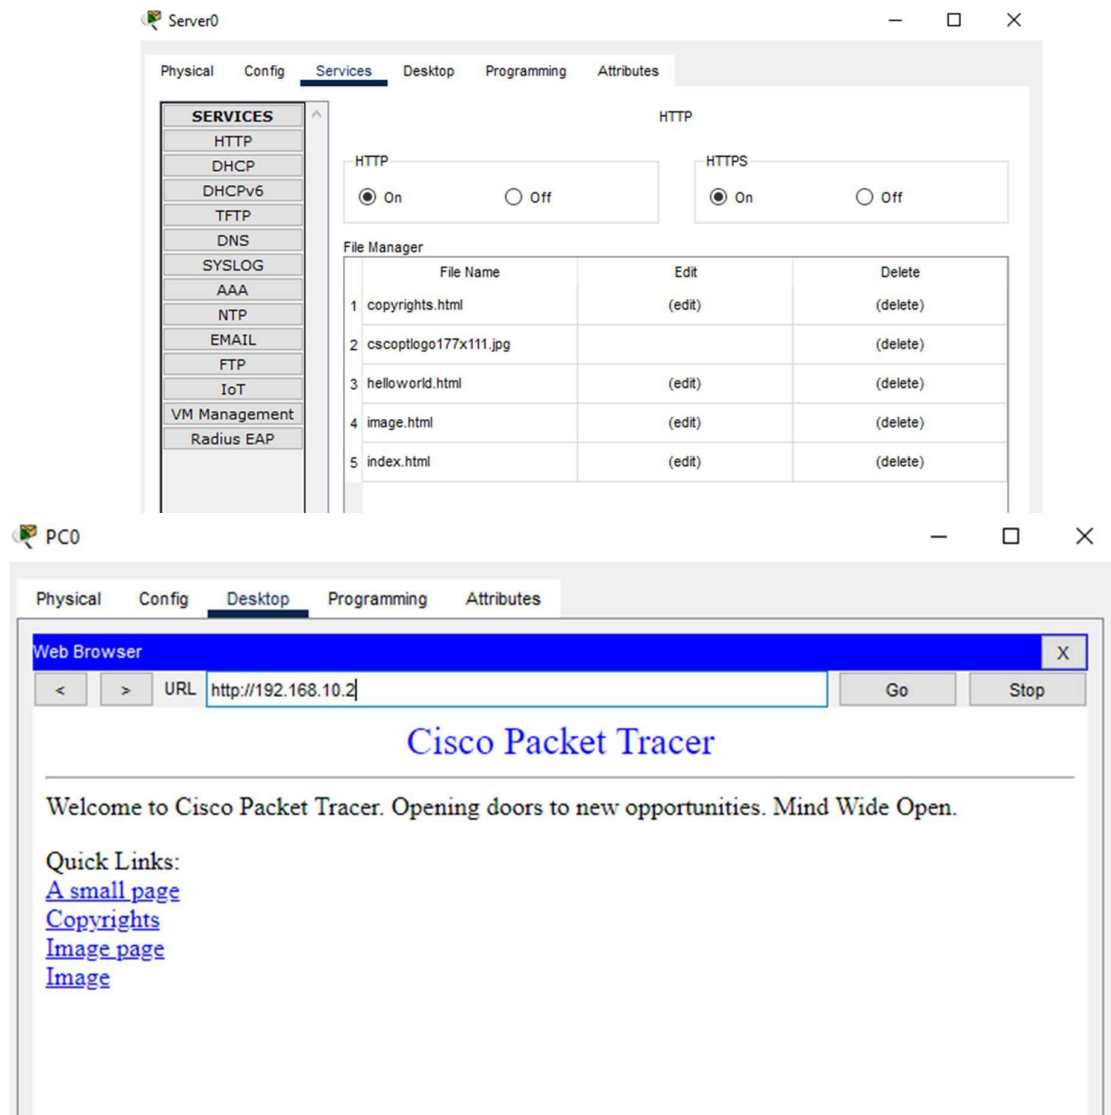 Server0
Physical Config Services Desktop Programming Attributes
SERVICES
HTTP
DHCP
DHCPv6
TFTP
DNS
SYSLOG
AAA
NTP
EMAIL
FTP
IoT
VM Management
Radius EAP
HTTP
HTTP
On Off
HTTPS
On Off
File Manager
File Name Edit Delete
1 copyrights.html (edit) (delete)
2 cscoptlogo177x111.jpg (delete)
3 helloworld.html (edit) (delete)
4 image.html (edit) (delete)
5 index.html (edit) (delete)
PC0
Physical Config Desktop Programming Attributes
Web Browser X
< > URL http://192.168.10.2 Go Stop
Cisco Packet Tracer
Welcome to Cisco Packet Tracer. Opening doors to new opportunities. Mind Wide Open.
Quick Links:
A small page
Copyrights
Image page
Image